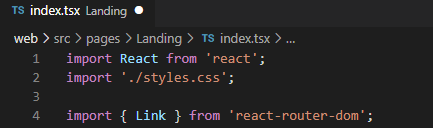 TS index.tsx Landing
web > src > pages > Landing > TS index.tsx > ...
1 import React from 'react';
2 import './styles.css';
3
4 import { Link } from 'react-router-dom';